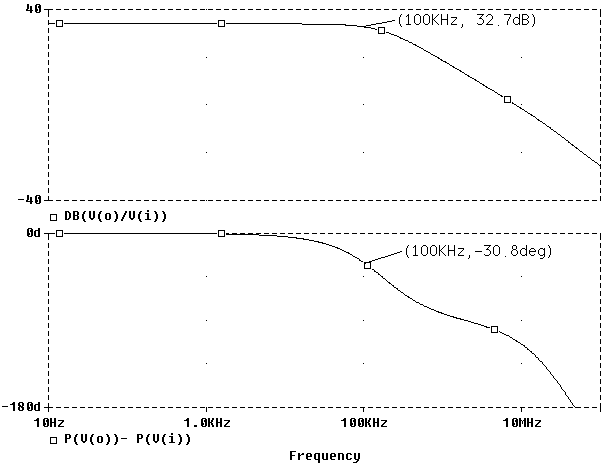 40
(100KHz, 32.7dB)
-40
DB(V(o)/V(i))
0d
(100KHz,-30.8deg)
-180d
10Hz 1.0KHz 100KHz 10MHz
P(V(o))- P(V(i))
Frequency